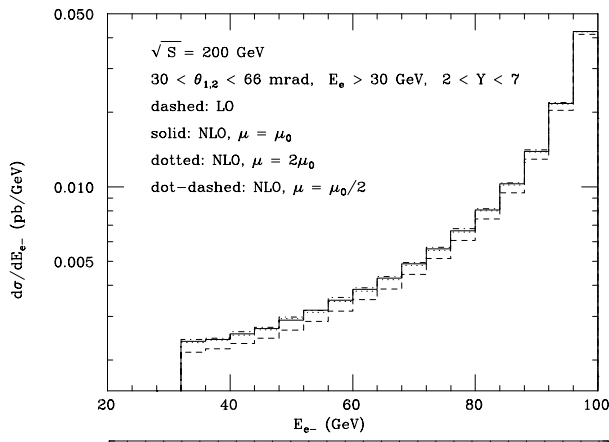 0.050
√S = 200 GeV
30 < θ1,2 < 66 mrad, Ee > 30 GeV, 2 < Y < 7
dashed: LO
solid: NLO, μ = μ0
dotted: NLO, μ = 2μ0
dot-dashed: NLO, μ = μ0/2
0.010
0.005
dσ/dEe− (pb/GeV)
20 40 60 80 100
Ee− (GeV)